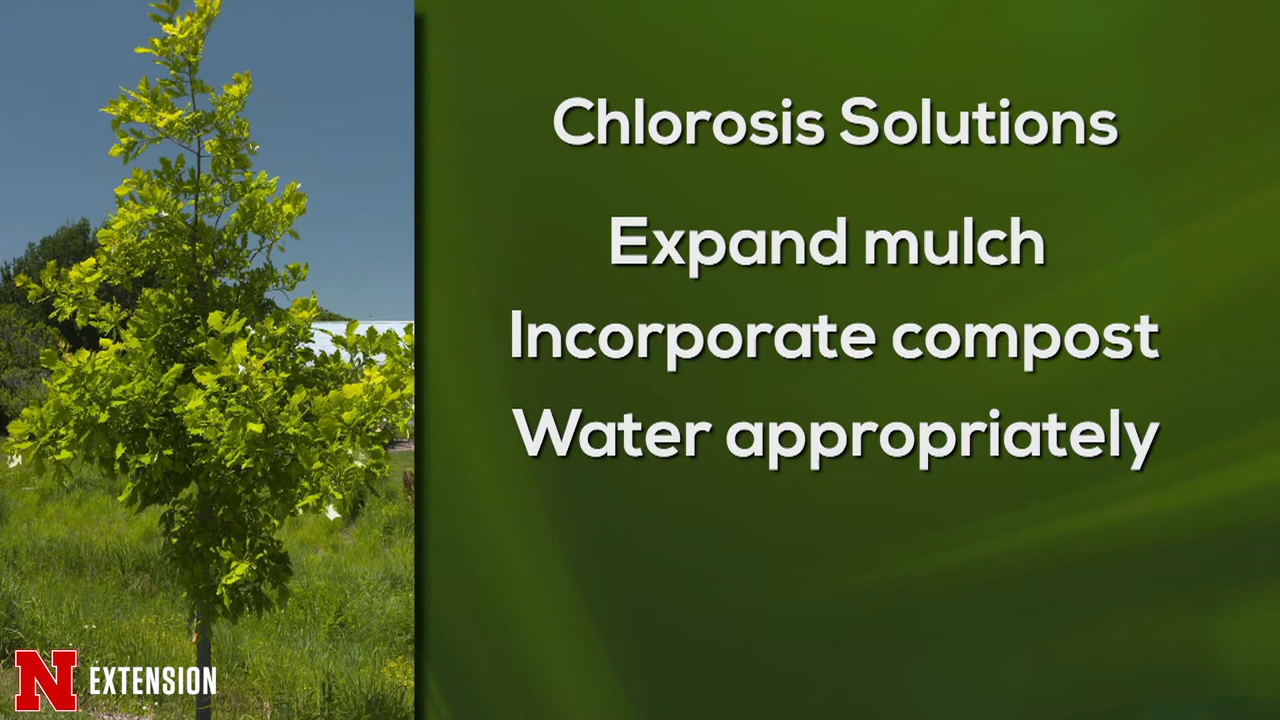 Chlorosis Solutions
Expand mulch
Incorporate compost
Water appropriately
N EXTENSION